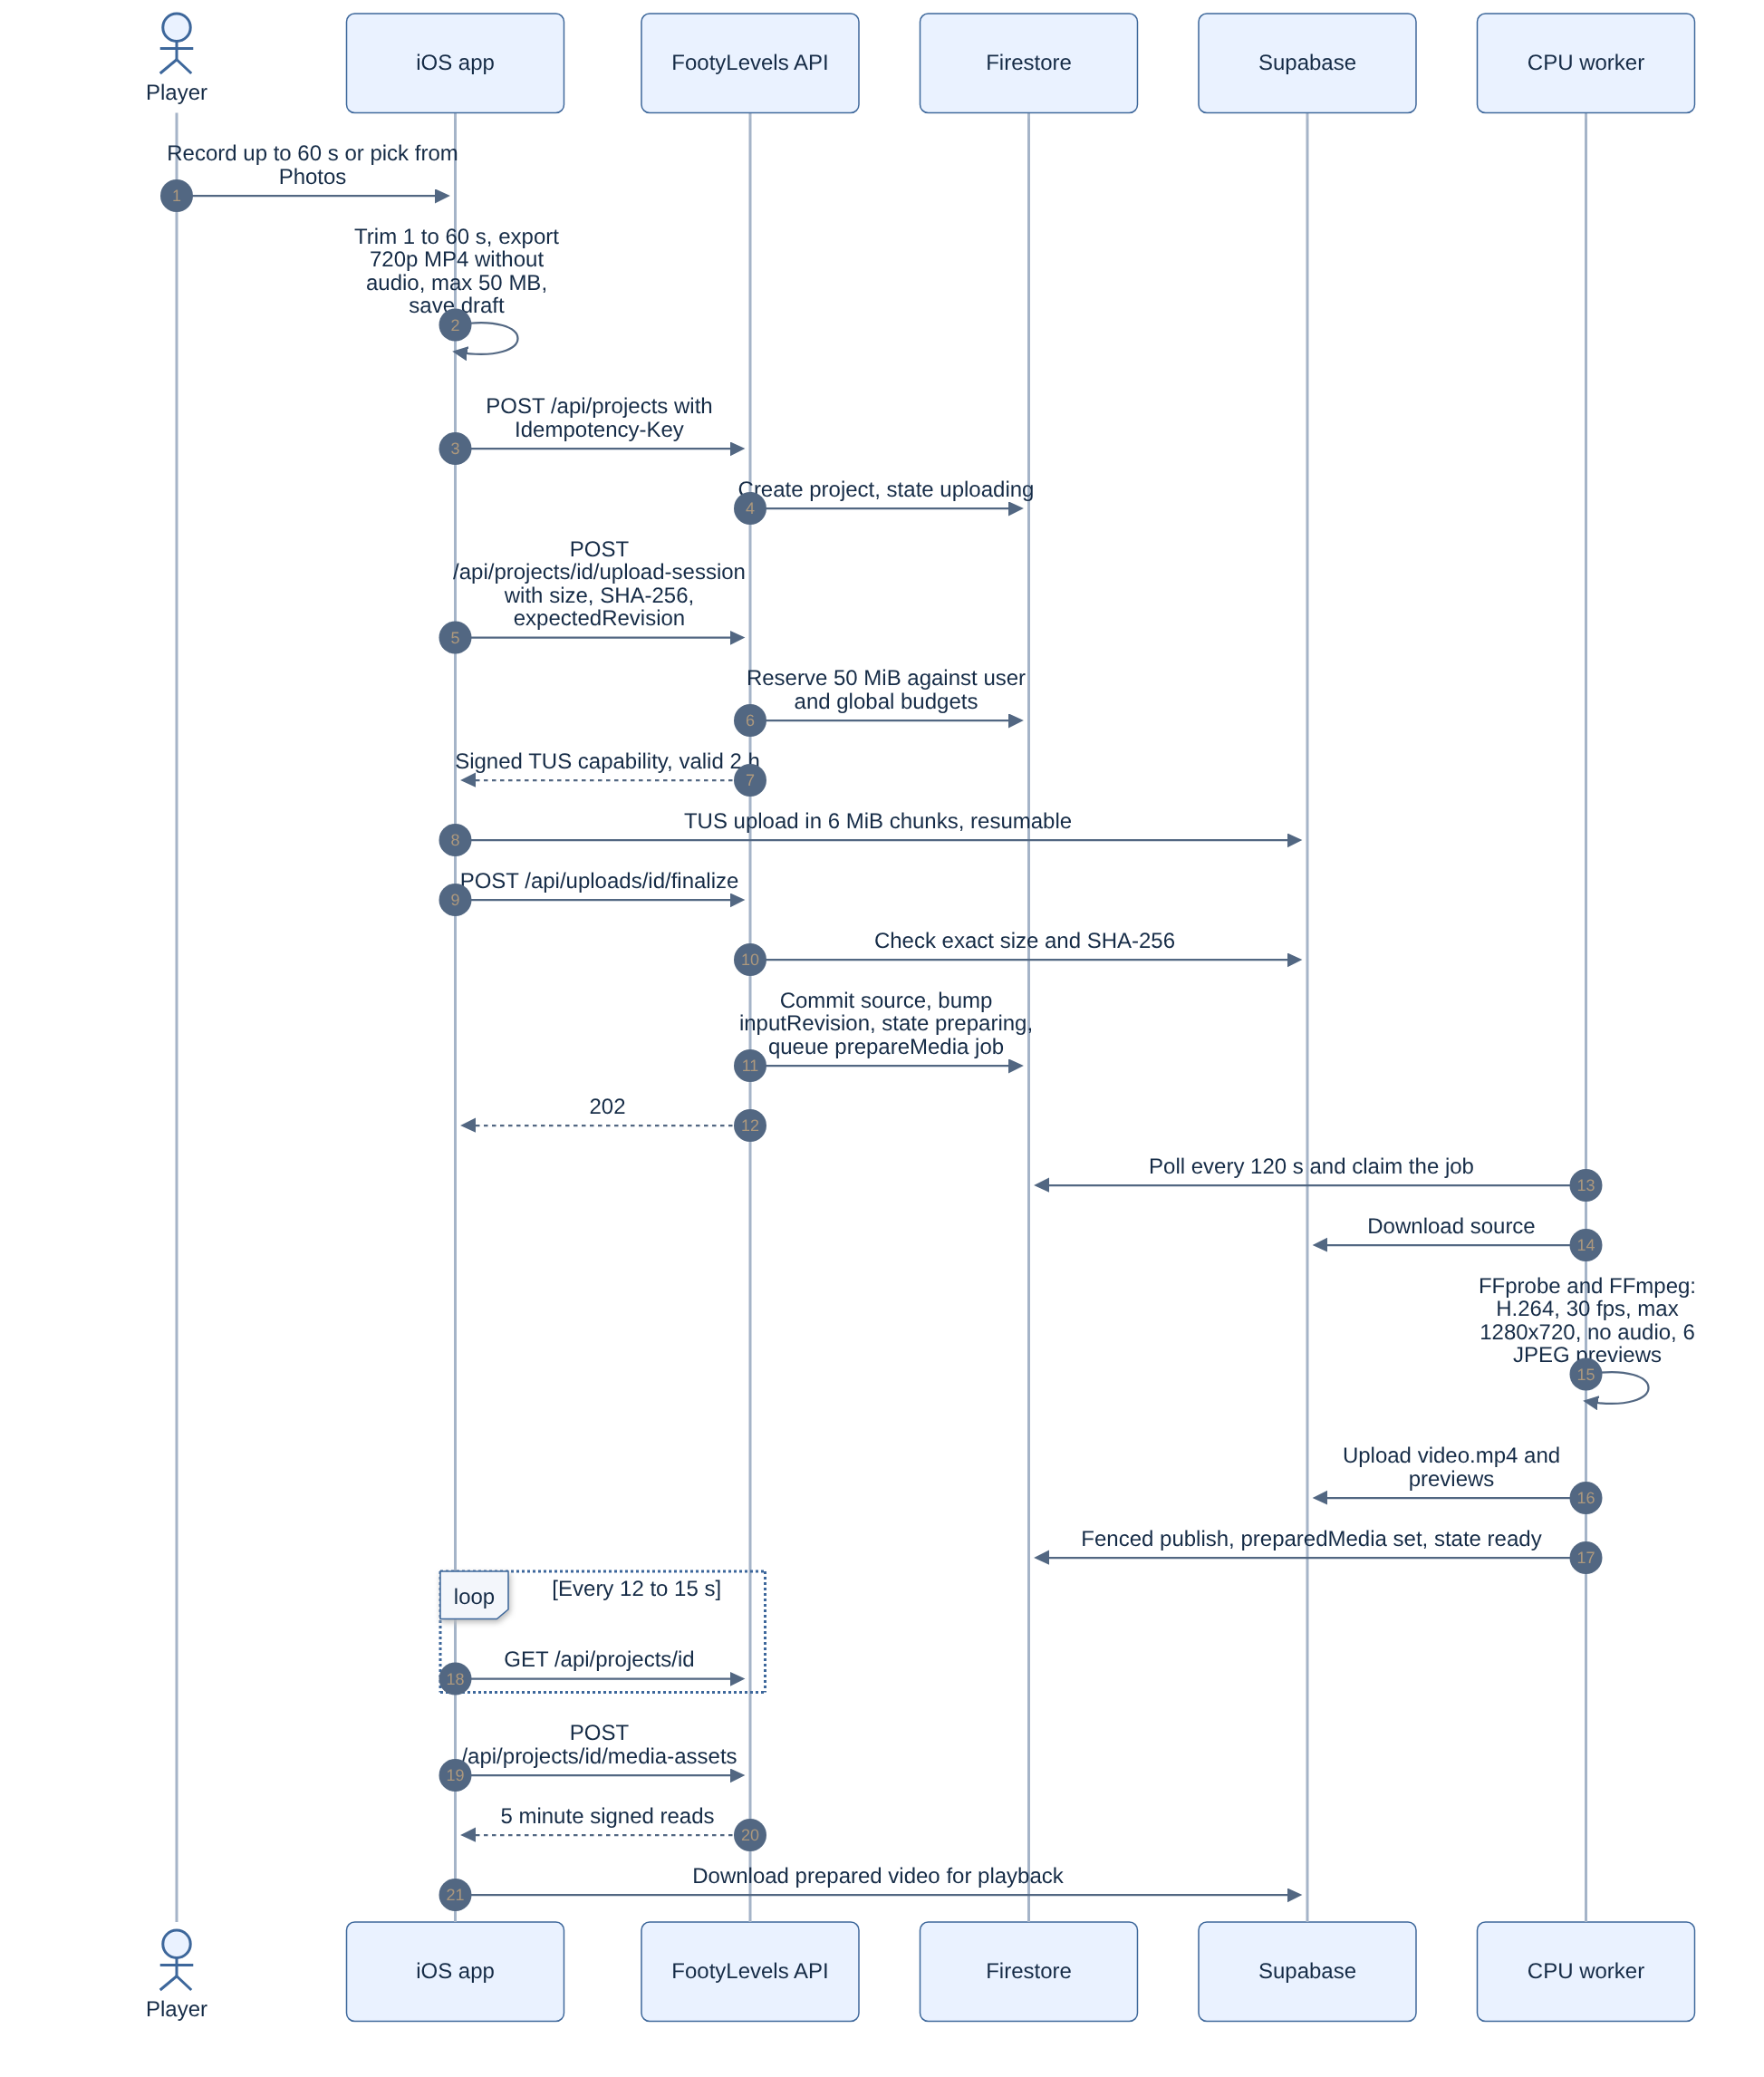 Player
iOS app
FootyLevels API
Firestore
Supabase
CPU worker
Record up to 60 s or pick from
Photos
1
Trim 1 to 60 s, export
720p MP4 without
audio, max 50 MB,
save draft
2
POST /api/projects with
Idempotency-Key
3
Create project, state uploading
4
POST
/api/projects/id/upload-session
with size, SHA-256,
expectedRevision
5
Reserve 50 MiB against user
and global budgets
6
Signed TUS capability, valid 2 h
7
TUS upload in 6 MiB chunks, resumable
8
POST /api/uploads/id/finalize
9
Check exact size and SHA-256
10
Commit source, bump
inputRevision, state preparing,
queue prepareMedia job
11
202
12
Poll every 120 s and claim the job
13
Download source
14
FFprobe and FFmpeg:
H.264, 30 fps, max
1280x720, no audio, 6
JPEG previews
15
Upload video.mp4 and
previews
16
Fenced publish, preparedMedia set, state ready
17
loop
[Every 12 to 15 s]
GET /api/projects/id
18
POST
/api/projects/id/media-assets
19
5 minute signed reads
20
Download prepared video for playback
21
Player
iOS app
FootyLevels API
Firestore
Supabase
CPU worker